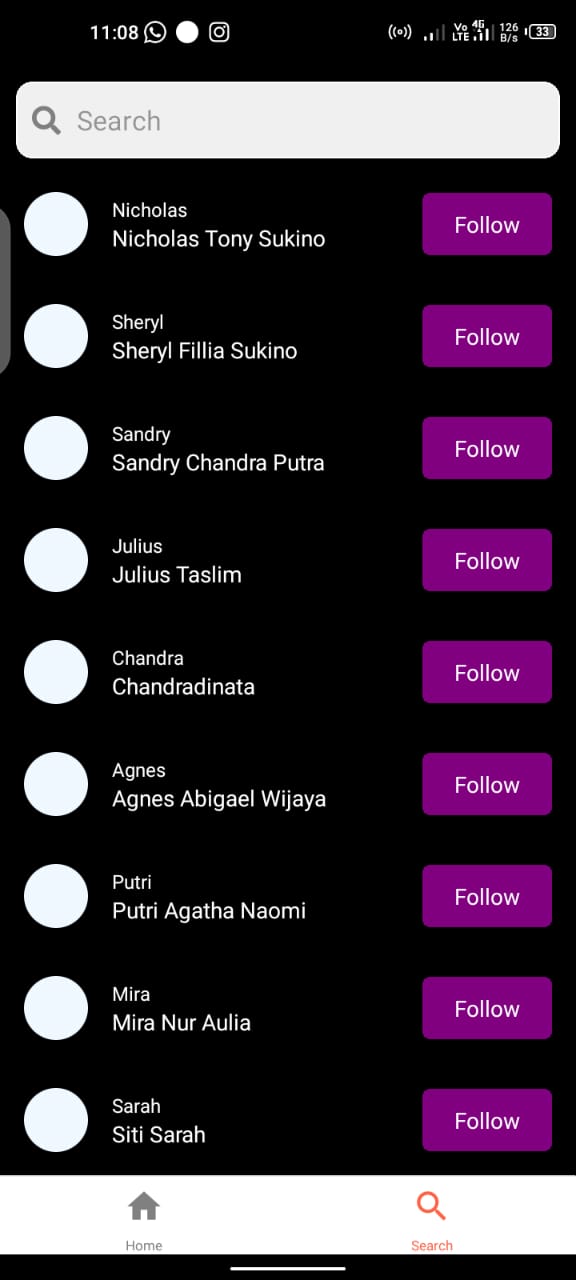 11:08
Vo LTE 4G 126 B/s 33
Search
Nicholas
Nicholas Tony Sukino
Follow
Sheryl
Sheryl Fillia Sukino
Follow
Sandry
Sandry Chandra Putra
Follow
Julius
Julius Taslim
Follow
Chandra
Chandradinata
Follow
Agnes
Agnes Abigael Wijaya
Follow
Putri
Putri Agatha Naomi
Follow
Mira
Mira Nur Aulia
Follow
Sarah
Siti Sarah
Follow
Home
Search